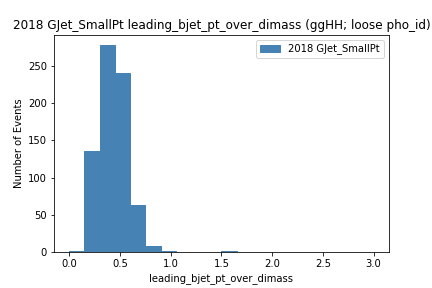 2018 GJet_SmallPt leading_bjet_pt_over_dimass (ggHH; loose pho_id)
2018 GJet_SmallPt
Number of Events
250
200
150
100
50
0
0.0 0.5 1.0 1.5 2.0 2.5 3.0
leading_bjet_pt_over_dimass